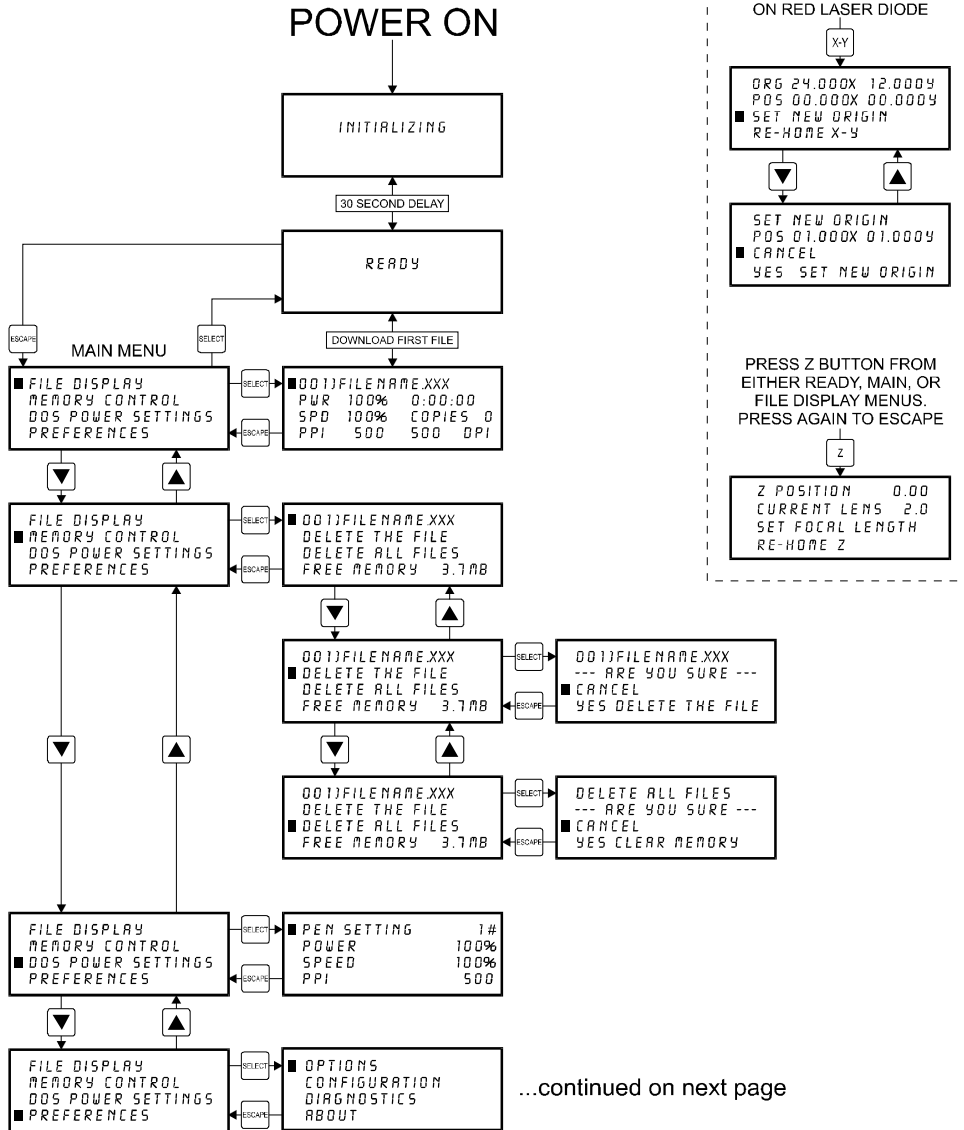 POWER ON
INITIALIZING
30 SECOND DELAY
READY
ESCAPE
SELECT
DOWNLOAD FIRST FILE
MAIN MENU
FILE DISPLAY
MEMORY CONTROL
DOS POWER SETTINGS
PREFERENCES
SELECT
ESCAPE
001)FILENAME.XXX
PWR 100% 0:00:00
SPD 100% COPIES 0
PPI 500 500 DPI
FILE DISPLAY
MEMORY CONTROL
DOS POWER SETTINGS
PREFERENCES
SELECT
ESCAPE
001)FILENAME.XXX
DELETE THE FILE
DELETE ALL FILES
FREE MEMORY 3.7MB
001)FILENAME.XXX
DELETE THE FILE
DELETE ALL FILES
FREE MEMORY 3.7MB
SELECT
ESCAPE
001)FILENAME.XXX
--- ARE YOU SURE ---
CANCEL
YES DELETE THE FILE
001)FILENAME.XXX
DELETE THE FILE
DELETE ALL FILES
FREE MEMORY 3.7MB
SELECT
ESCAPE
DELETE ALL FILES
--- ARE YOU SURE ---
CANCEL
YES CLEAR MEMORY
FILE DISPLAY
MEMORY CONTROL
DOS POWER SETTINGS
PREFERENCES
SELECT
ESCAPE
PEN SETTING 1#
POWER 100%
SPEED 100%
PPI 500
FILE DISPLAY
MEMORY CONTROL
DOS POWER SETTINGS
PREFERENCES
SELECT
ESCAPE
OPTIONS
CONFIGURATION
DIAGNOSTICS
ABOUT
...continued on next page
ON RED LASER DIODE
X-Y
ORG 24.000X 12.000Y
POS 00.000X 00.000Y
SET NEW ORIGIN
RE-HOME X-Y
SET NEW ORIGIN
POS 01.000X 01.000Y
CANCEL
YES SET NEW ORIGIN
PRESS Z BUTTON FROM
EITHER READY, MAIN, OR
FILE DISPLAY MENUS.
PRESS AGAIN TO ESCAPE
Z
Z POSITION 0.00
CURRENT LENS 2.0
SET FOCAL LENGTH
RE-HOME Z